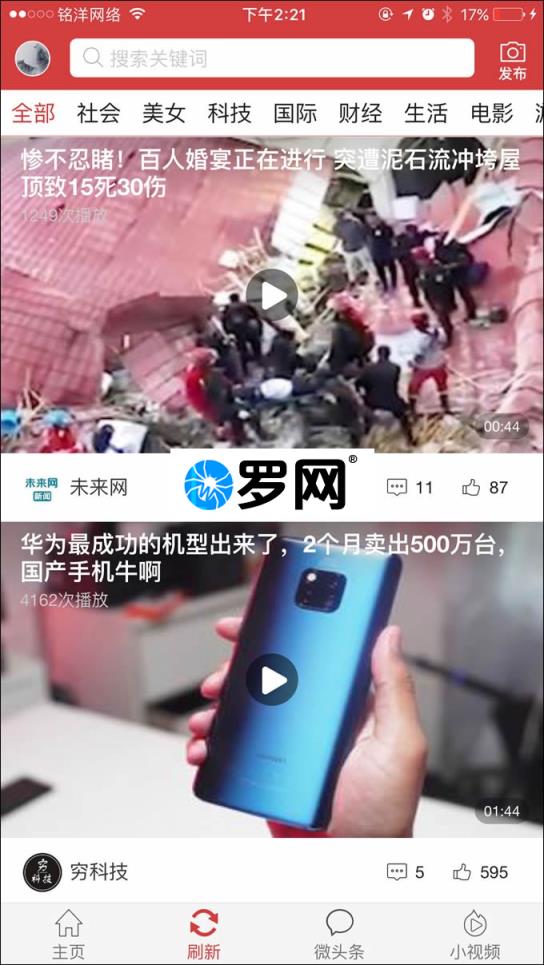 铭洋网络
下午2:21
17%
搜索关键词
发布
全部 社会 美女 科技 国际 财经 生活 电影
惨不忍睹！百人婚宴正在进行 突遭泥石流冲垮屋
顶致15死30伤
1249次播放
00:44
未来网
新闻
未来网
罗网®
11
87
华为最成功的机型出来了，2个月卖出500万台，
国产手机牛啊
4162次播放
01:44
穷
科技
穷科技
5
595
主页
刷新
微头条
小视频